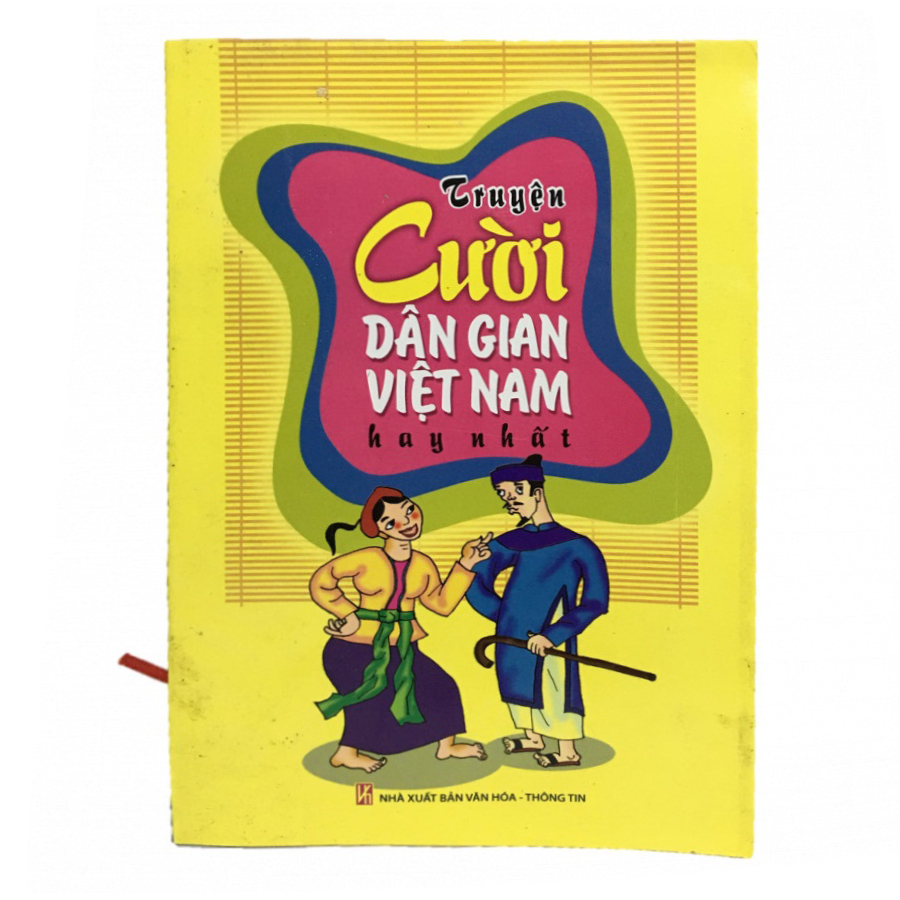 Truyện
Cười
DÂN GIAN
VIỆT NAM
hay nhất
NHÀ XUẤT BẢN VĂN HÓA - THÔNG TIN